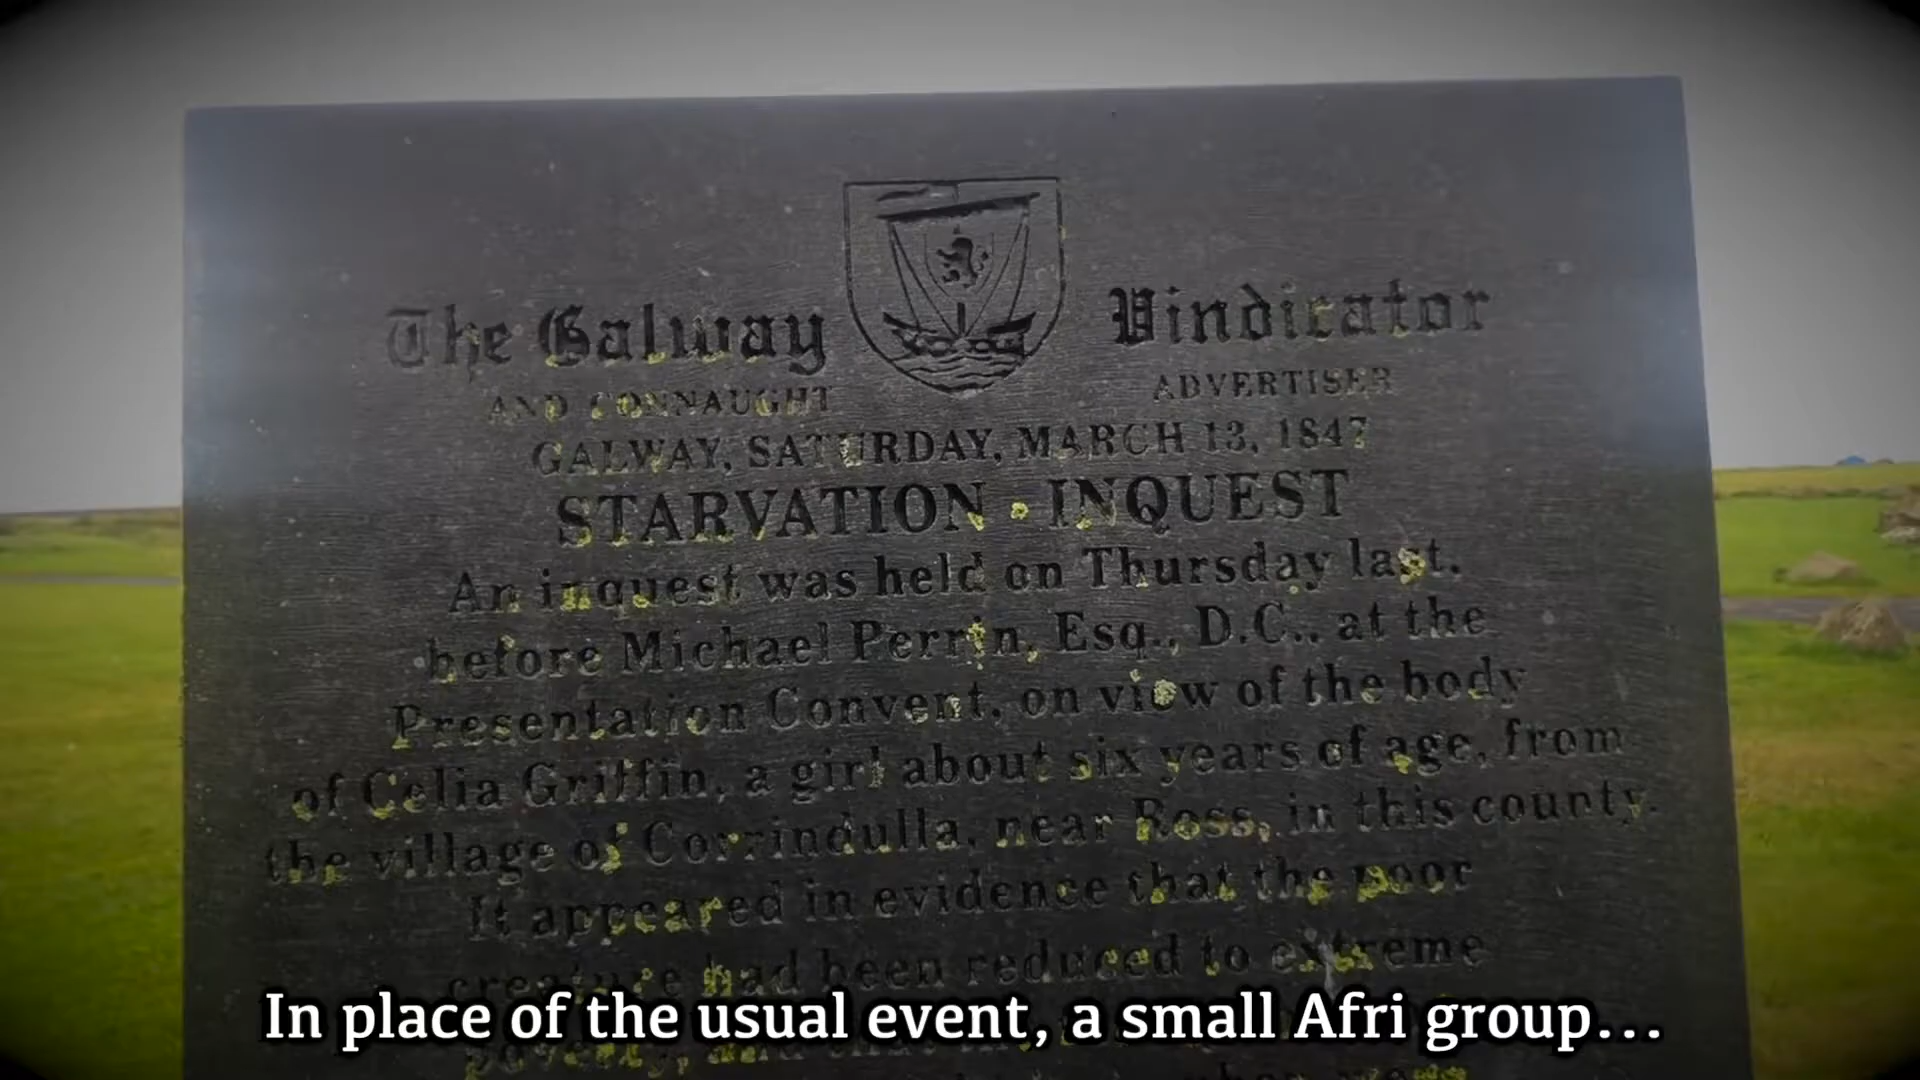 The Galway Vindicator
AND CONNAUGHT ADVERTISER
GALWAY, SATURDAY, MARCH 13, 1847
STARVATION · INQUEST
An inquest was held on Thursday last,
before Michael Perrin, Esq., D.C., at the
Presentation Convent, on view of the body
of Celia Griffin, a girl about six years of age, from
the village of Corrindulla, near Ross, in this county.
It appeared in evidence that the poor
creature had been reduced to extreme
poverty, and that
In place of the usual event, a small Afri group...